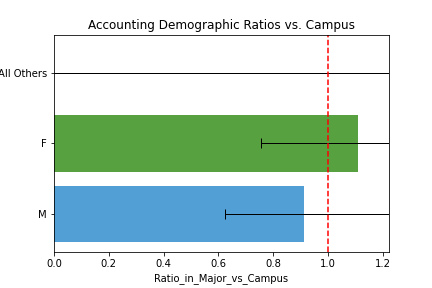 Accounting Demographic Ratios vs. Campus
All Others
F
M
0.0 0.2 0.4 0.6 0.8 1.0 1.2
Ratio_in_Major_vs_Campus